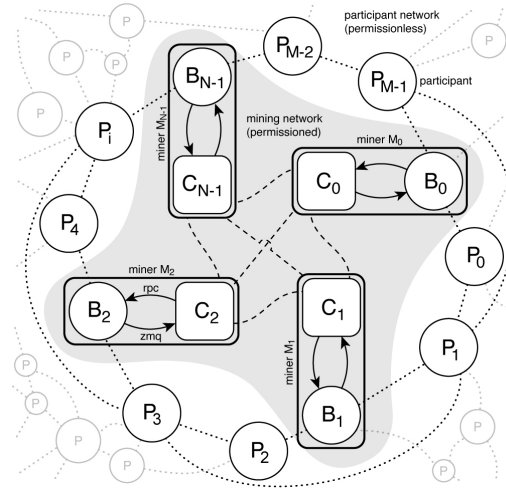 participant network
(permissionless)
P
P
P
P
P
P_{M-2}
P_{M-1}
participant
B_{N-1}
mining network
(permissioned)
miner M_{N-1}
miner M_0
P_i
C_{N-1}
C_0
B_0
P_4
P_0
miner M_2
rpc
B_2
C_2
zmq
C_1
miner M_1
P_1
P
P
P_3
B_1
P_2
P
P
P
P